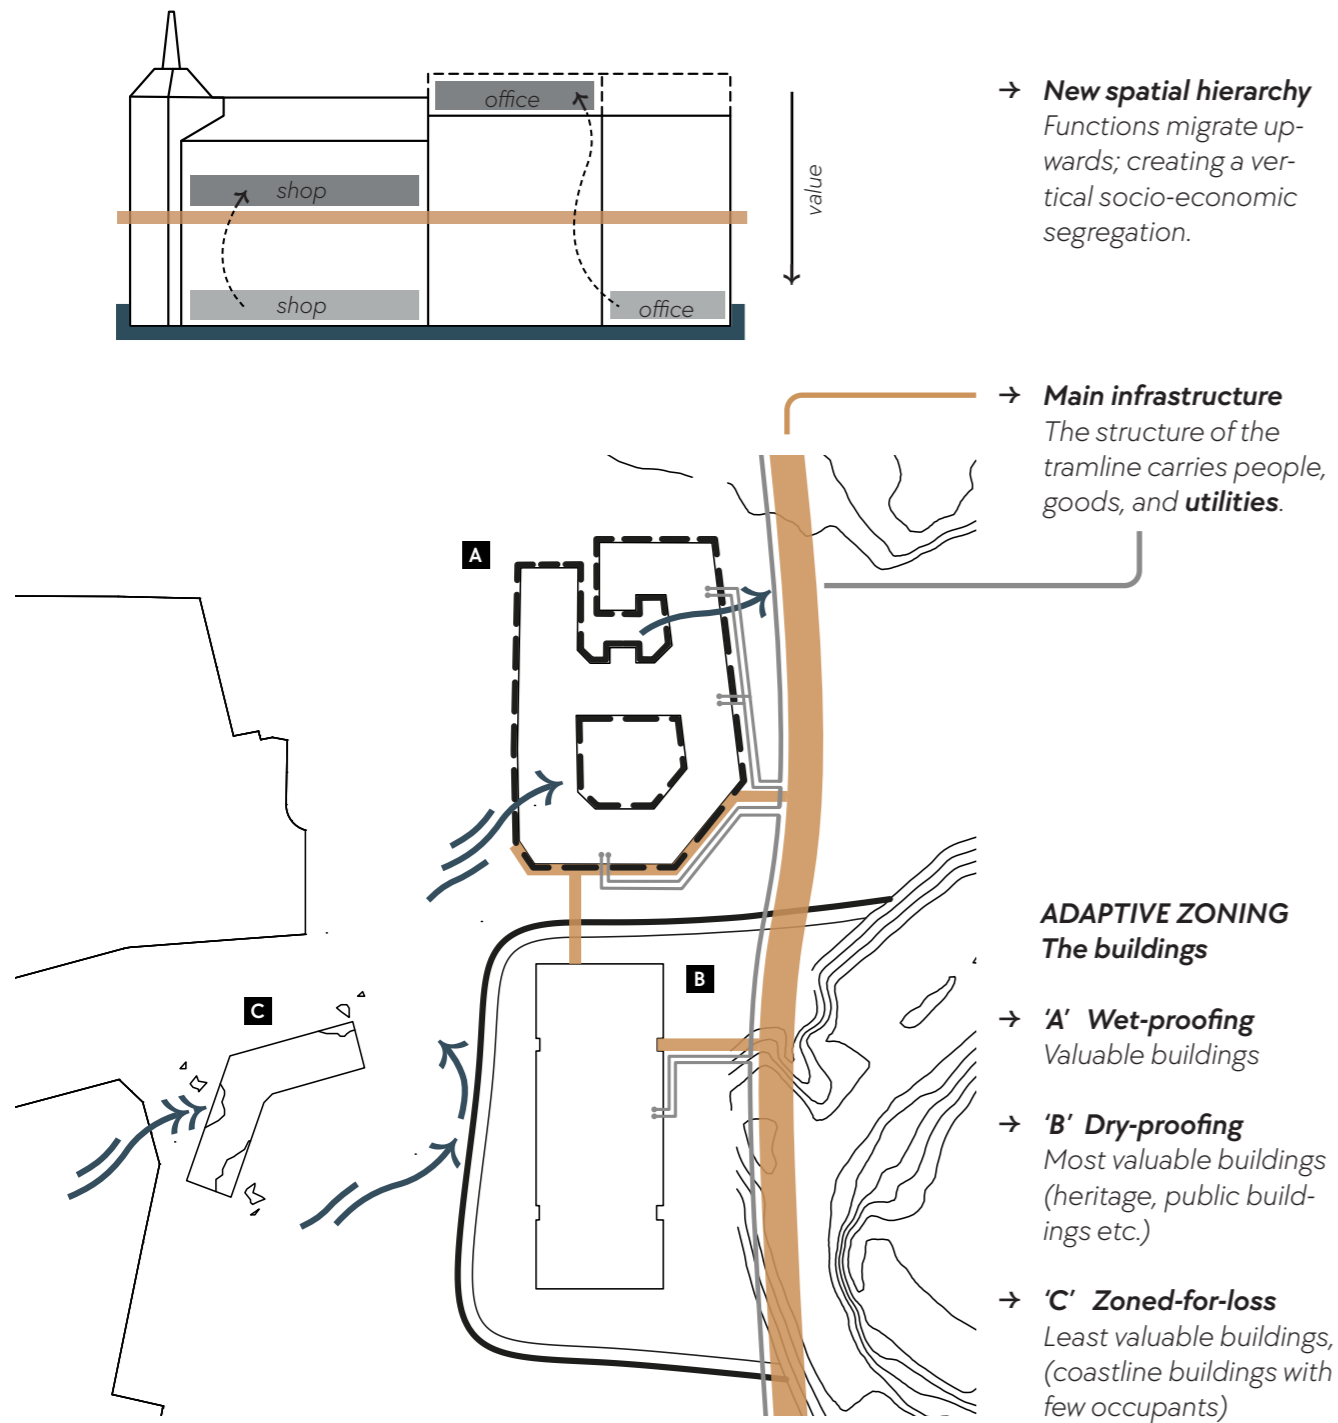 office
shop
shop
office
value
→ New spatial hierarchy
Functions migrate up-
wards; creating a ver-
tical socio-economic
segregation.
→ Main infrastructure
The structure of the
tramline carries people,
goods, and utilities.
A
B
C
ADAPTIVE ZONING
The buildings
→ ‘A’ Wet-proofing
Valuable buildings
→ ‘B’ Dry-proofing
Most valuable buildings
(heritage, public build-
ings etc.)
→ ‘C’ Zoned-for-loss
Least valuable buildings,
(coastline buildings with
few occupants)